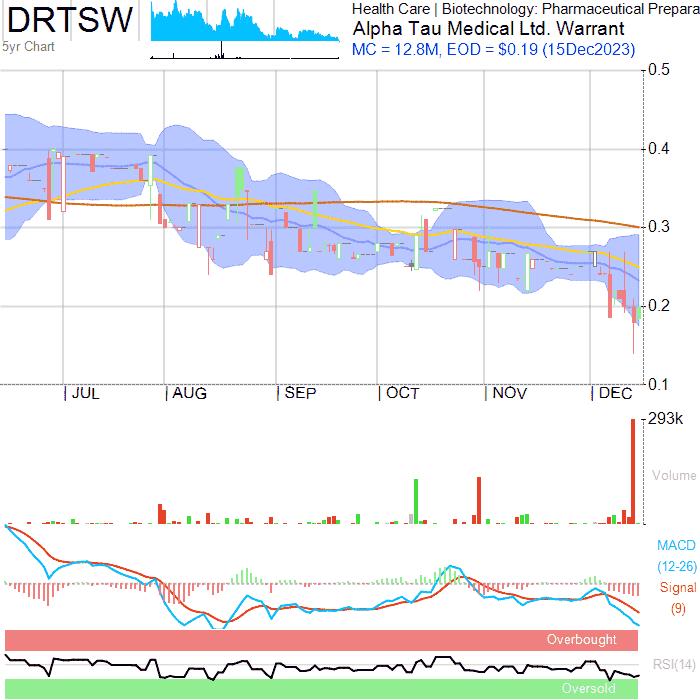 DRTSW
5yr Chart
Health Care | Biotechnology: Pharmaceutical Prepara
Alpha Tau Medical Ltd. Warrant
MC = 12.8M, EOD = $0.19 (15Dec2023)
0.5
0.4
0.3
0.2
0.1
JUL AUG SEP OCT NOV DEC
293k
Volume
MACD
(12-26)
Signal
(9)
Overbought
RSI(14)
Oversold